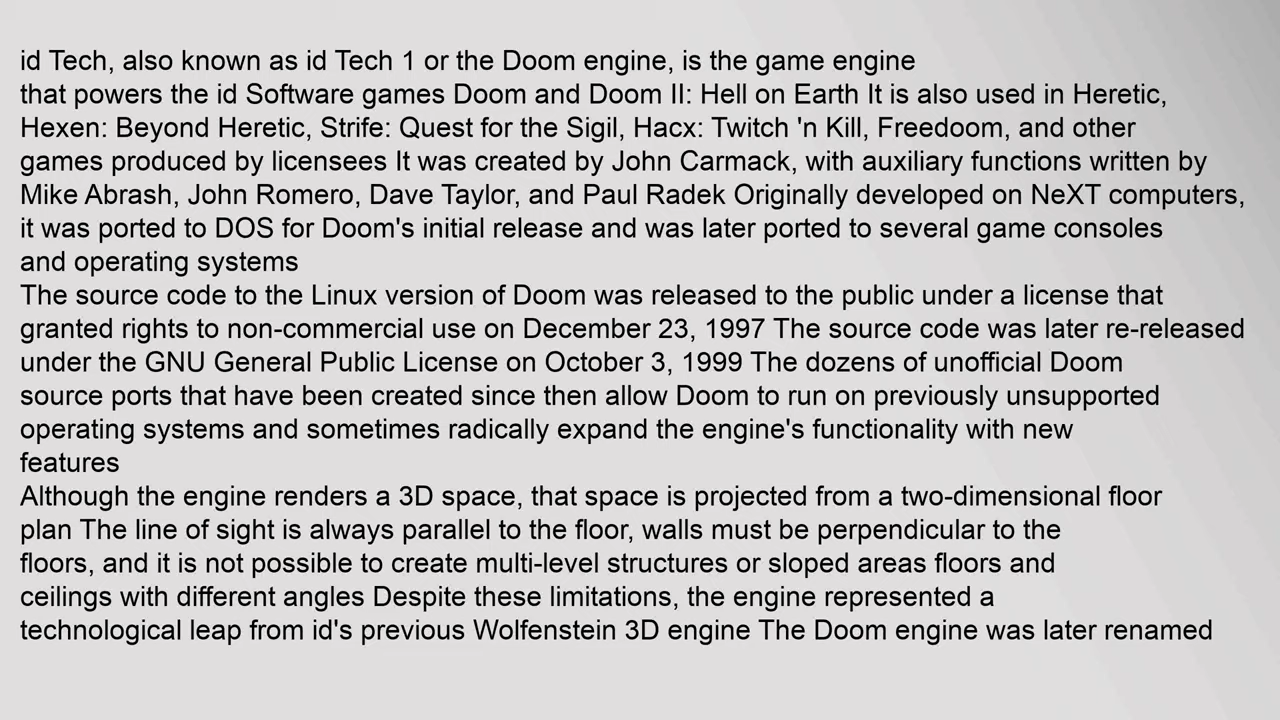 id Tech, also known as id Tech 1 or the Doom engine, is the game engine
that powers the id Software games Doom and Doom II: Hell on Earth It is also used in Heretic,
Hexen: Beyond Heretic, Strife: Quest for the Sigil, Hacx: Twitch 'n Kill, Freedoom, and other
games produced by licensees It was created by John Carmack, with auxiliary functions written by
Mike Abrash, John Romero, Dave Taylor, and Paul Radek Originally developed on NeXT computers,
it was ported to DOS for Doom's initial release and was later ported to several game consoles
and operating systems
The source code to the Linux version of Doom was released to the public under a license that
granted rights to non-commercial use on December 23, 1997 The source code was later re-released
under the GNU General Public License on October 3, 1999 The dozens of unofficial Doom
source ports that have been created since then allow Doom to run on previously unsupported
operating systems and sometimes radically expand the engine's functionality with new
features
Although the engine renders a 3D space, that space is projected from a two-dimensional floor
plan The line of sight is always parallel to the floor, walls must be perpendicular to the
floors, and it is not possible to create multi-level structures or sloped areas floors and
ceilings with different angles Despite these limitations, the engine represented a
technological leap from id's previous Wolfenstein 3D engine The Doom engine was later renamed